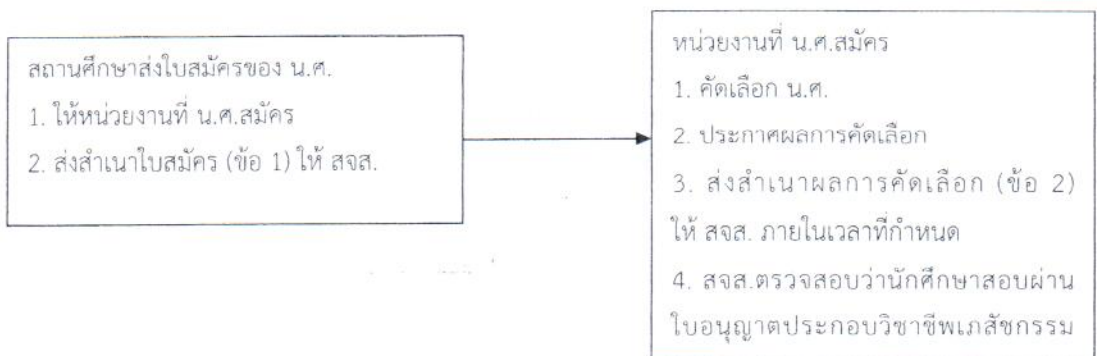 สถานศึกษาส่งใบสมัครของ น.ศ.
1. ให้หน่วยงานที่ น.ศ.สมัคร
2. ส่งสำเนาใบสมัคร (ข้อ 1) ให้ สจส.
หน่วยงานที่ น.ศ.สมัคร
1. คัดเลือก น.ศ.
2. ประกาศผลการคัดเลือก
3. ส่งสำเนาผลการคัดเลือก (ข้อ 2)
ให้ สจส. ภายในเวลาที่กำหนด
4. สจส.ตรวจสอบว่านักศึกษาสอบผ่าน
ใบอนุญาตประกอบวิชาชีพเภสัชกรรม